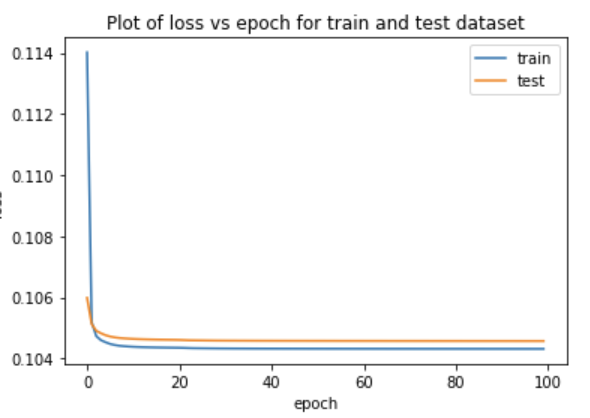 Plot of loss vs epoch for train and test dataset
train
test
0.114
0.112
0.110
0.108
0.106
0.104
0 20 40 60 80 100
epoch